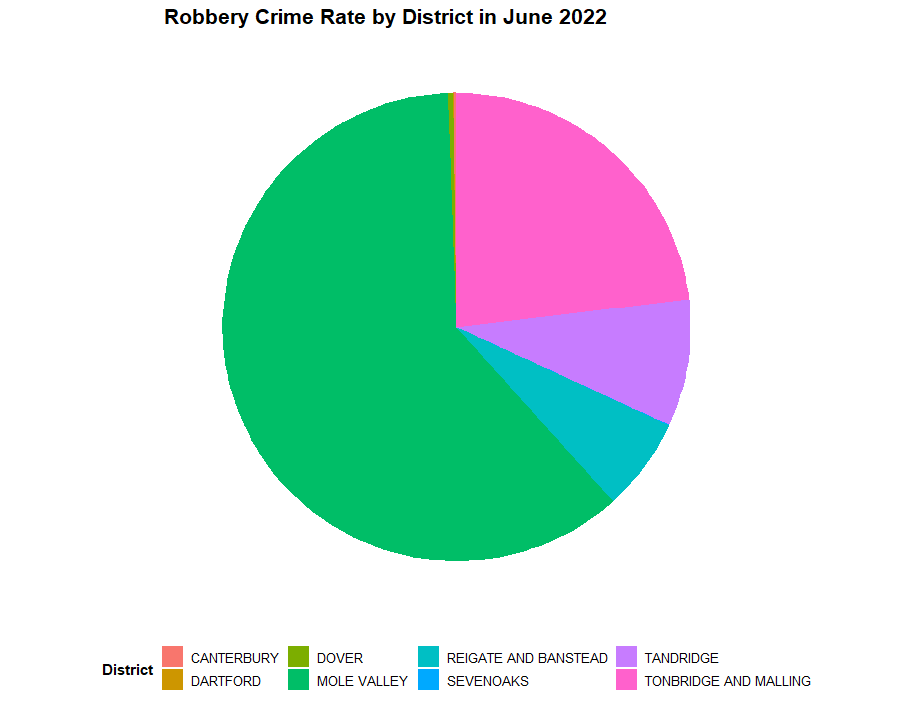 Robbery Crime Rate by District in June 2022
District
CANTERBURY DOVER REIGATE AND BANSTEAD TANDRIDGE
DARTFORD MOLE VALLEY SEVENOAKS TONBRIDGE AND MALLING